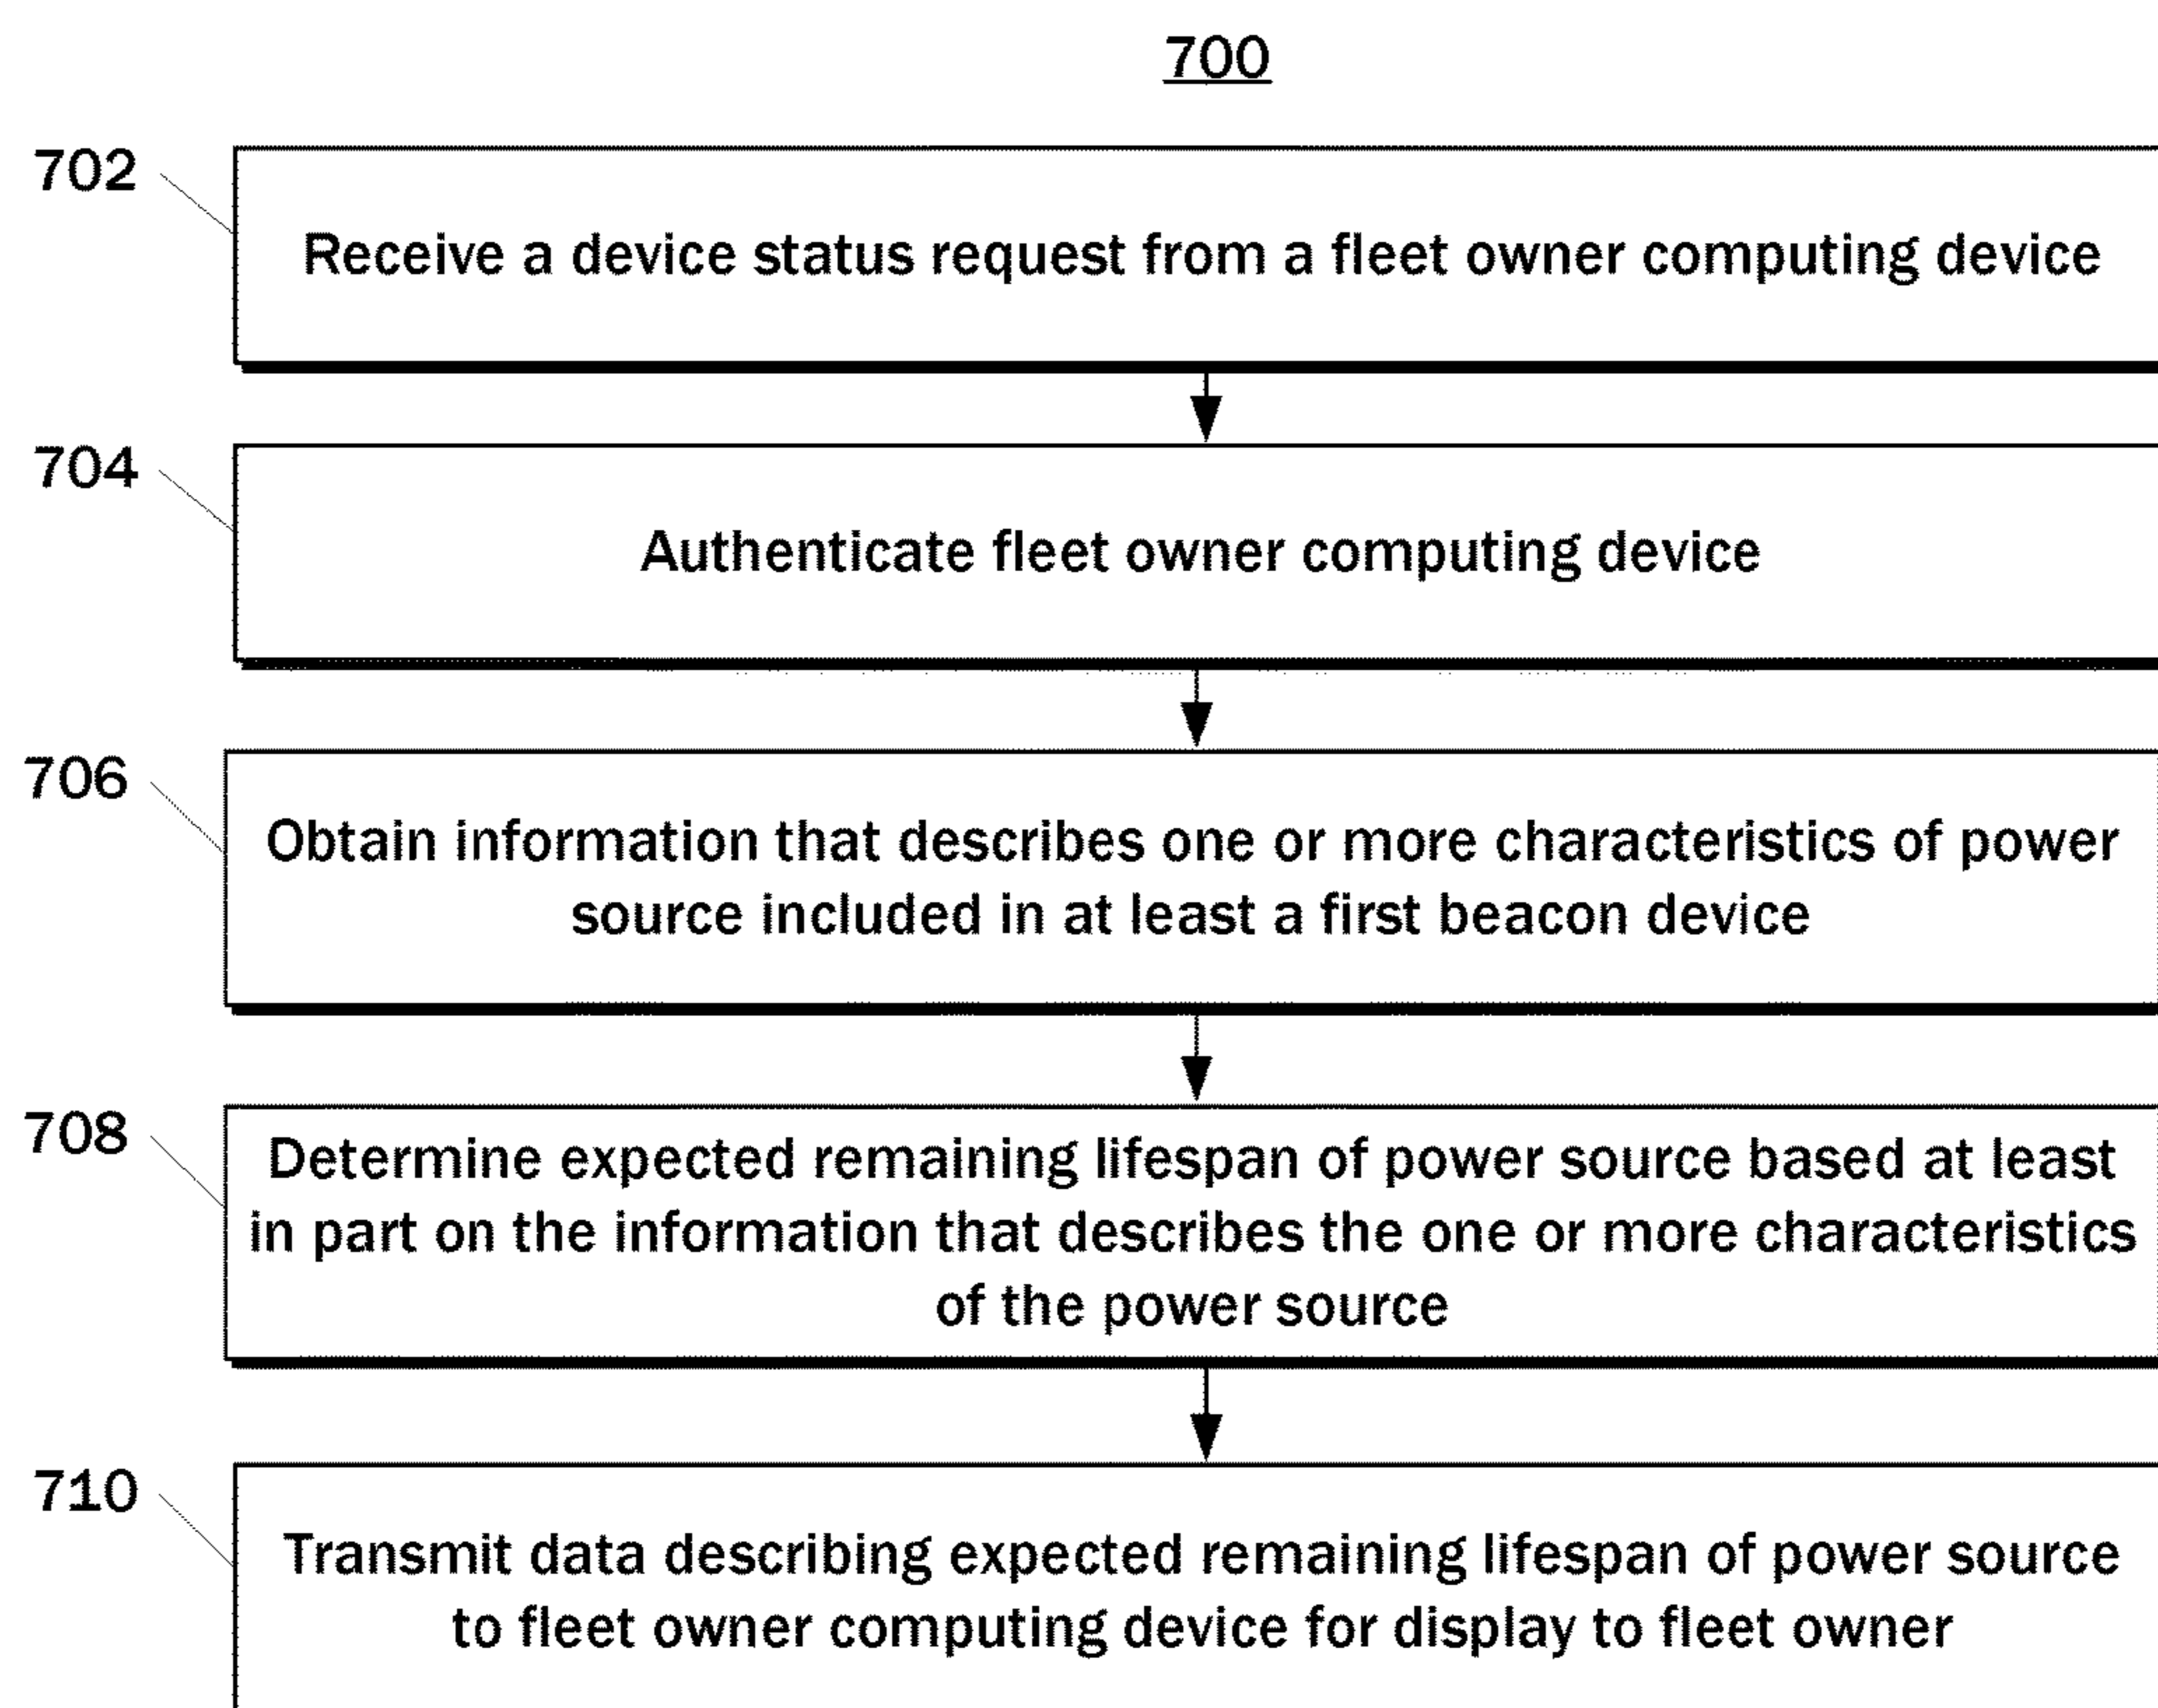 700
702
Receive a device status request from a fleet owner computing device
704
Authenticate fleet owner computing device
706
Obtain information that describes one or more characteristics of power
source included in at least a first beacon device
708
Determine expected remaining lifespan of power source based at least
in part on the information that describes the one or more characteristics
of the power source
710
Transmit data describing expected remaining lifespan of power source
to fleet owner computing device for display to fleet owner